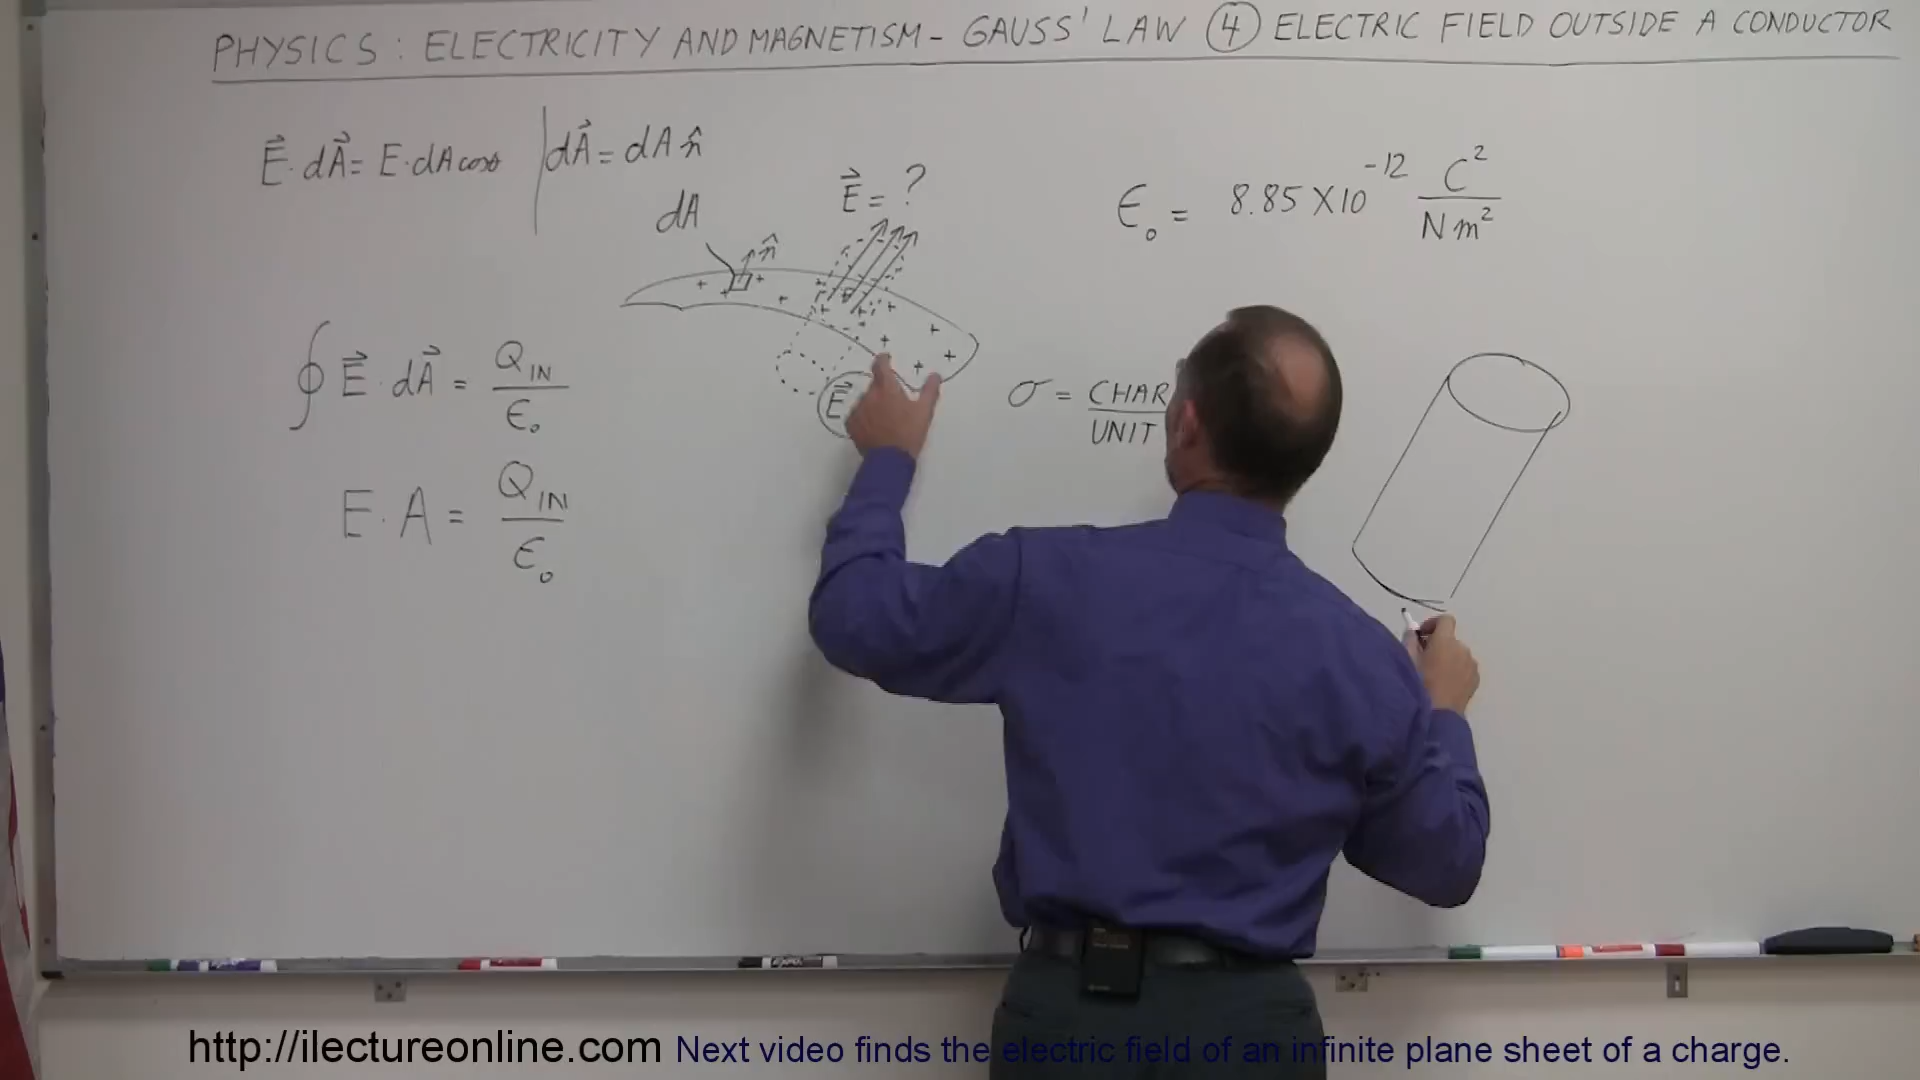 PHYSICS: ELECTRICITY AND MAGNETISM - GAUSS' LAW ④ ELECTRIC FIELD OUTSIDE A CONDUCTOR
E⃗ · dA⃗ = E · dA cosθ | dA⃗ = dA n̂
dA
n̂
E⃗ = ?
ε₀ = 8.85 X 10⁻¹² C²/Nm²
∮ E⃗ · dA⃗ = Q_IN/ε₀
E⃗
σ = CHAR
UNIT
E · A = Q_IN/ε₀
http://ilectureonline.com Next video finds the electric field of an infinite plane sheet of a charge.